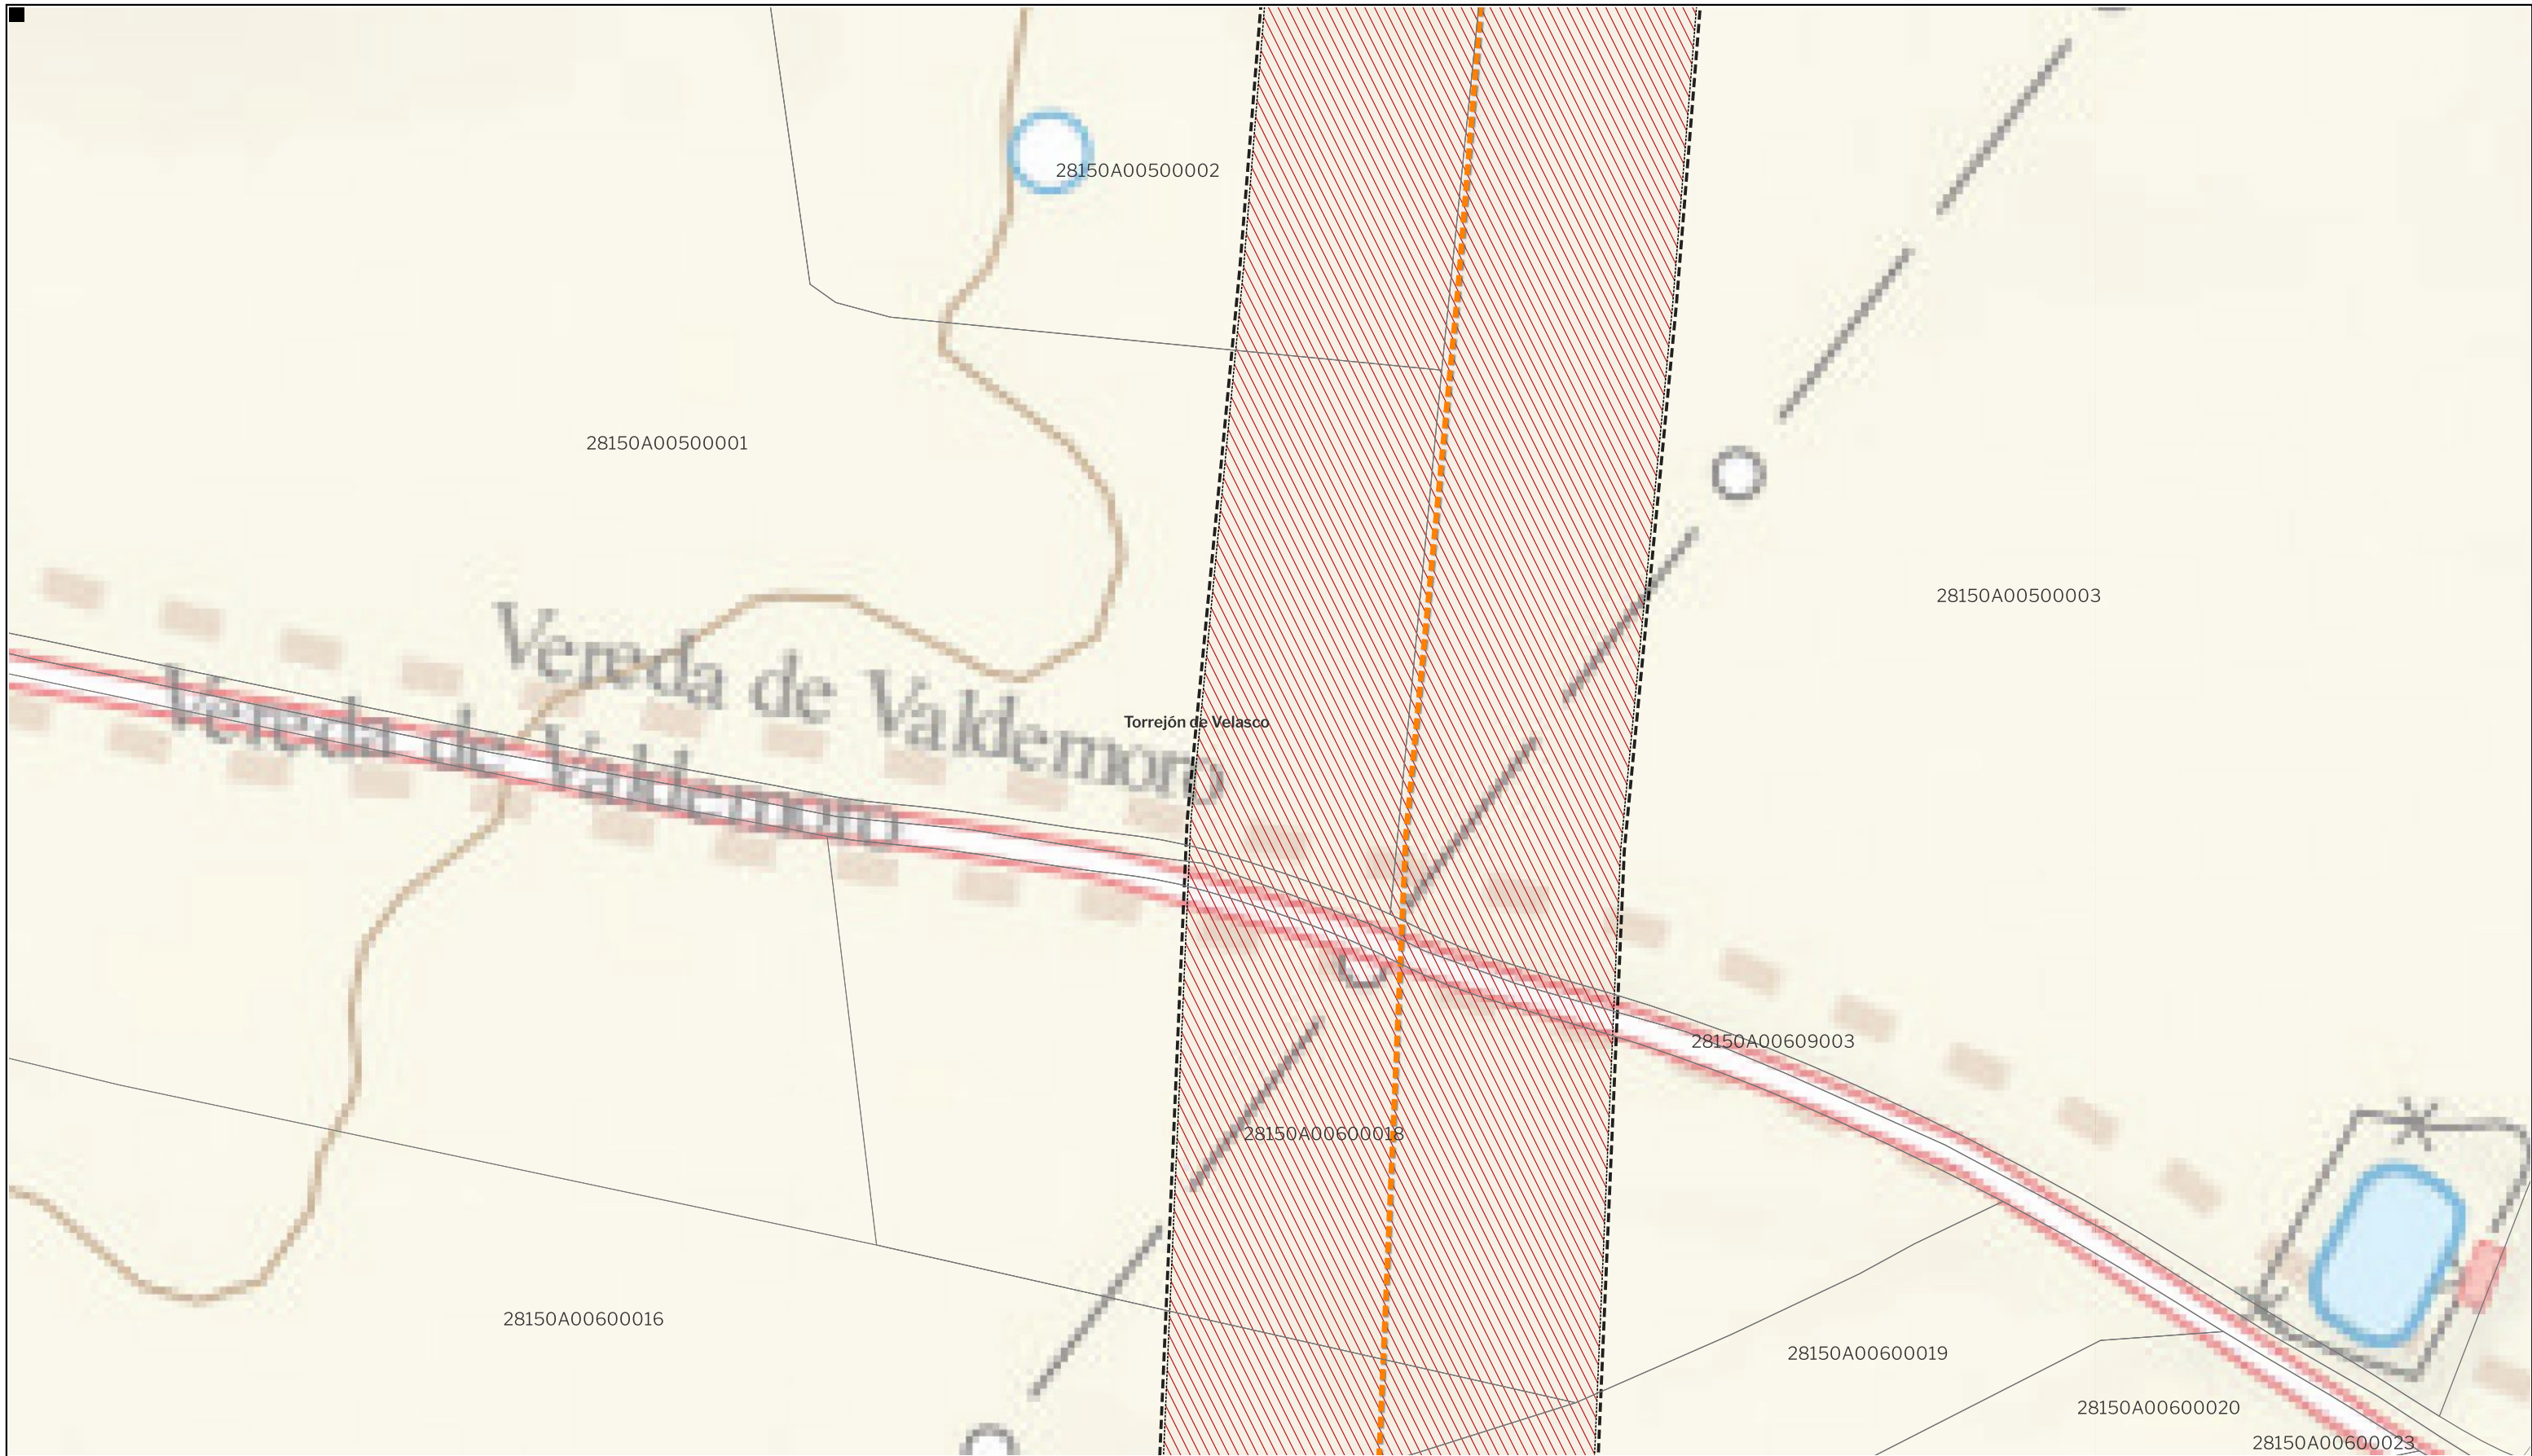 28150A00500002
28150A00500001
28150A00500003
Vereda de Valdemoro
Torrejón de Velasco
Vereda de Valdemoro
28150A00609003
28150A00600018
28150A00600016
28150A00600019
28150A00600020
28150A00600023